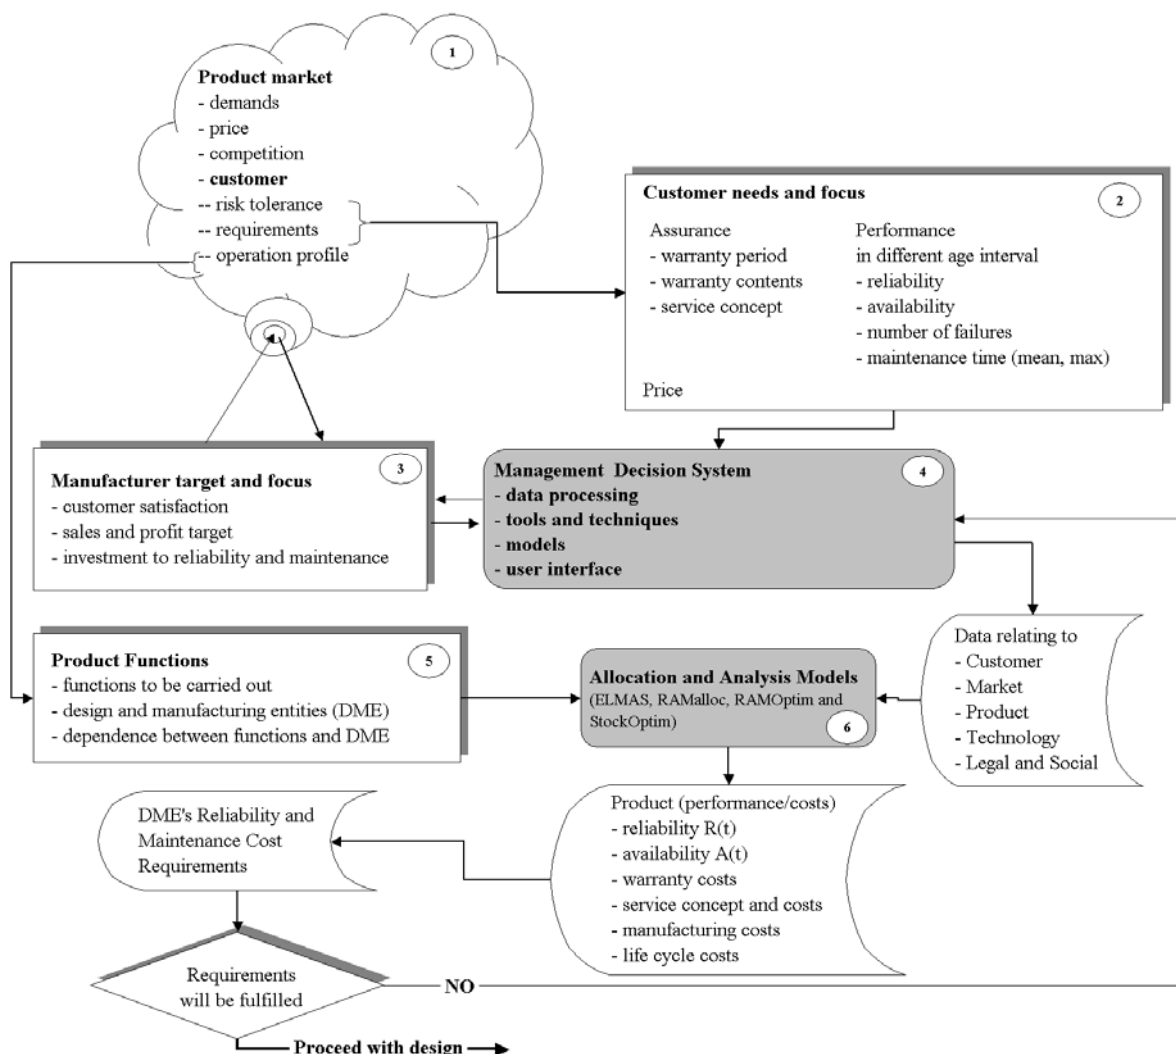 1
Product market
- demands
- price
- competition
- customer
-- risk tolerance
-- requirements
-- operation profile
Customer needs and focus
2
Assurance
- warranty period
- warranty contents
- service concept
Performance
in different age interval
- reliability
- availability
- number of failures
- maintenance time (mean, max)
Price
3
Manufacturer target and focus
- customer satisfaction
- sales and profit target
- investment to reliability and maintenance
Management Decision System
4
- data processing
- tools and techniques
- models
- user interface
Product Functions
5
- functions to be carried out
- design and manufacturing entities (DME)
- dependence between functions and DME
Allocation and Analysis Models
(ELMAS, RAMalloc, RAMOptim and
StockOptim)
6
Data relating to
- Customer
- Market
- Product
- Technology
- Legal and Social
Product (performance/costs)
- reliability R(t)
- availability A(t)
- warranty costs
- service concept and costs
- manufacturing costs
- life cycle costs
DME's Reliability and
Maintenance Cost
Requirements
Requirements
will be fulfilled
NO
Proceed with design